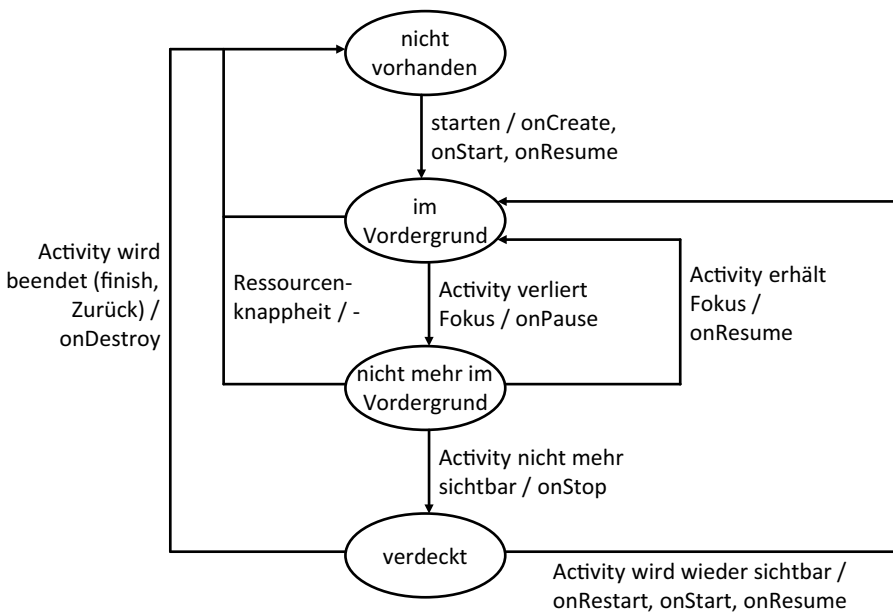 nicht
vorhanden
starten / onCreate,
onStart, onResume
im
Vordergrund
Activity wird
beendet (finish,
Zurück) /
onDestroy
Ressourcen-
knappheit / -
Activity verliert
Fokus / onPause
Activity erhält
Fokus /
onResume
nicht mehr im
Vordergrund
Activity nicht mehr
sichtbar / onStop
verdeckt
Activity wird wieder sichtbar /
onRestart, onStart, onResume